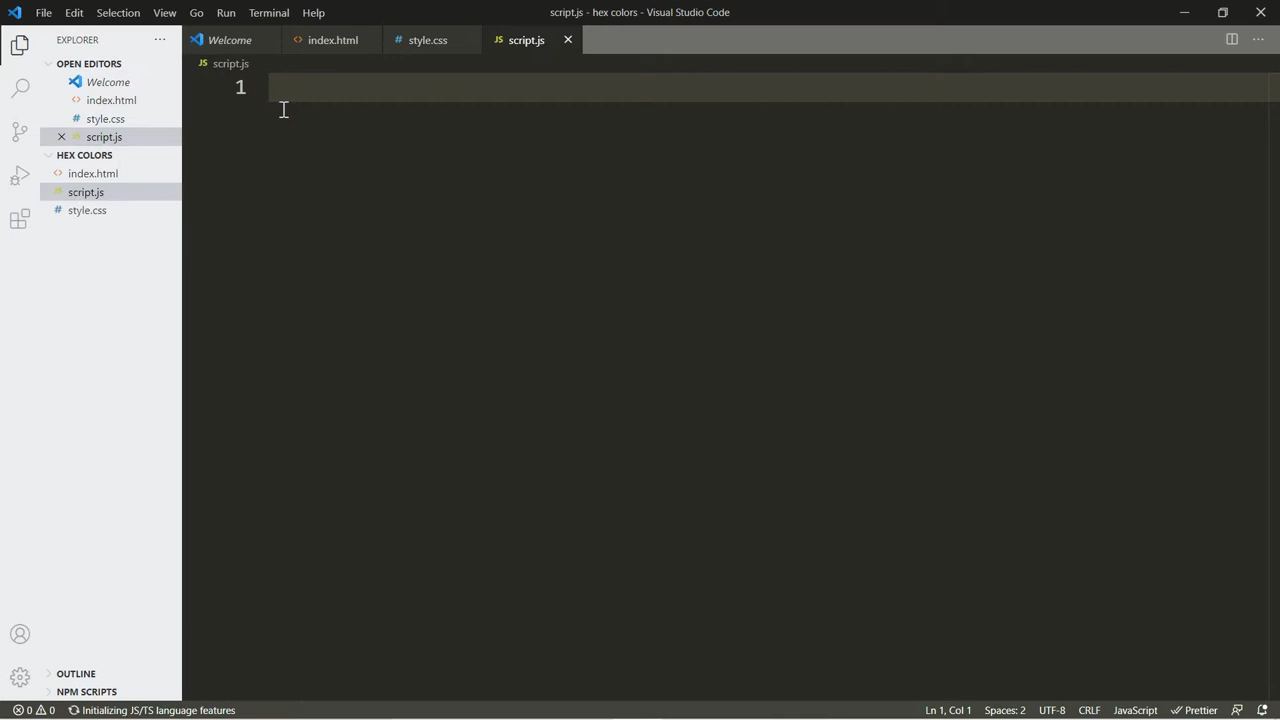 File Edit Selection View Go Run Terminal Help script.js - hex colors - Visual Studio Code
EXPLORER ...
Welcome index.html style.css JS script.js
OPEN EDITORS
JS script.js
Welcome
index.html
style.css
script.js
HEX COLORS
index.html
script.js
style.css
1
OUTLINE
NPM SCRIPTS
0 0 Initializing JS/TS language features Ln 1, Col 1 Spaces: 2 UTF-8 CRLF JavaScript Prettier